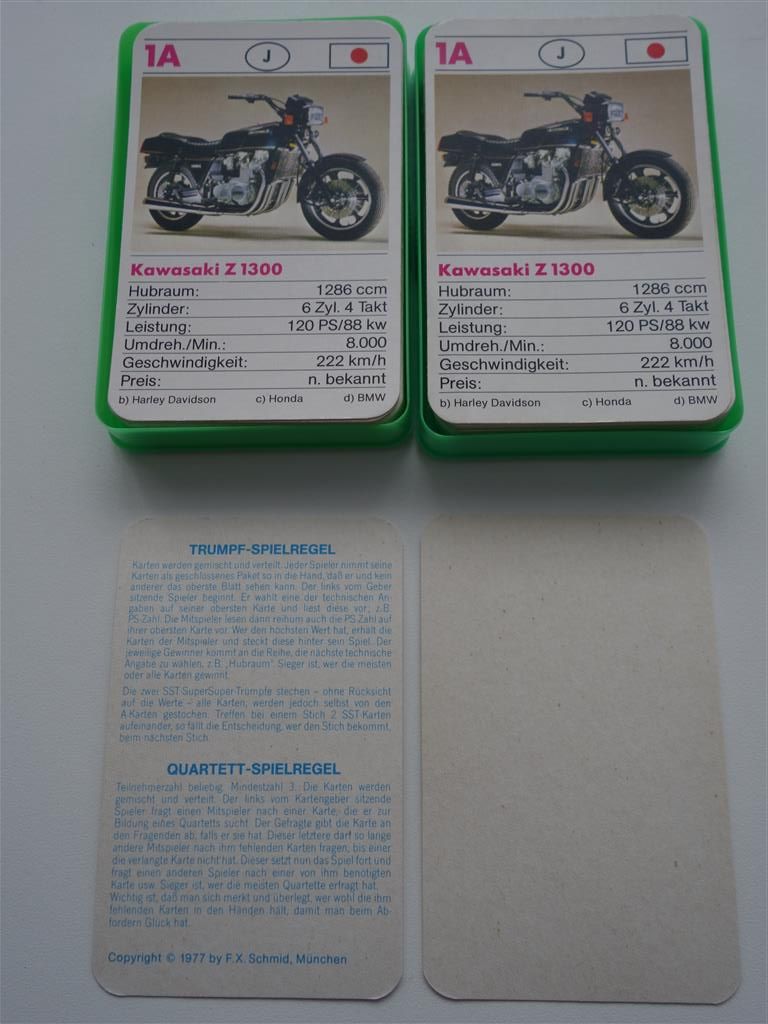 1A J
Kawasaki Z 1300
Hubraum: 1286 ccm
Zylinder: 6 Zyl. 4 Takt
Leistung: 120 PS/88 kw
Umdreh./Min.: 8.000
Geschwindigkeit: 222 km/h
Preis: n. bekannt
b) Harley Davidson c) Honda d) BMW
1A J
Kawasaki Z 1300
Hubraum: 1286 ccm
Zylinder: 6 Zyl. 4 Takt
Leistung: 120 PS/88 kw
Umdreh./Min.: 8.000
Geschwindigkeit: 222 km/h
Preis: n. bekannt
b) Harley Davidson c) Honda d) BMW
TRUMPF-SPIELREGEL
Karten werden gemischt und verteilt. Jeder Spieler nimmt seine
Karten als geschlossenes Paket so in die Hand, daß er und kein
anderer das oberste Blatt sehen kann. Der links vom Geber
sitzende Spieler beginnt. Er wählt eine der technischen An-
gaben auf seiner obersten Karte und liest diese vor; z.B.
PS-Zahl. Die Mitspieler lesen dann reihum auch die PS-Zahl auf
ihrer obersten Karte vor. Wer den höchsten Wert hat, erhält die
Karten der Mitspieler und steckt diese hinter sein Spiel. Der
jeweilige Gewinner kommt an die Reihe, die nächste technische
Angabe zu wählen, z.B. „Hubraum". Sieger ist, wer die meisten
oder alle Karten gewinnt.
Die zwei SST-SuperSuper-Trümpfe stechen – ohne Rücksicht
auf die Werte – alle Karten, werden jedoch selbst von den
A-Karten gestochen. Treffen bei einem Stich 2 SST-Karten
aufeinander, so fällt die Entscheidung, wer den Stich bekommt,
beim nächsten Stich.
QUARTETT-SPIELREGEL
Teilnehmerzahl beliebig. Mindestzahl 3. Die Karten werden
gemischt und verteilt. Der links vom Kartengeber sitzende
Spieler fragt einen Mitspieler nach einer Karte, die er zur
Bildung eines Quartetts sucht. Der Gefragte gibt die Karte an
den Fragenden ab, falls er sie hat. Dieser letztere darf so lange
andere Mitspieler nach ihm fehlenden Karten fragen, bis einer
die verlangte Karte nicht hat. Dieser setzt nun das Spiel fort und
fragt einen anderen Spieler nach einer von ihm benötigten
Karte usw. Sieger ist, wer die meisten Quartette erfragt hat.
Wichtig ist, daß man sich merkt und überlegt, wer wohl die ihm
fehlenden Karten in den Händen hält, damit man beim Ab-
fordern Glück hat.
Copyright © 1977 by F.X. Schmid, München